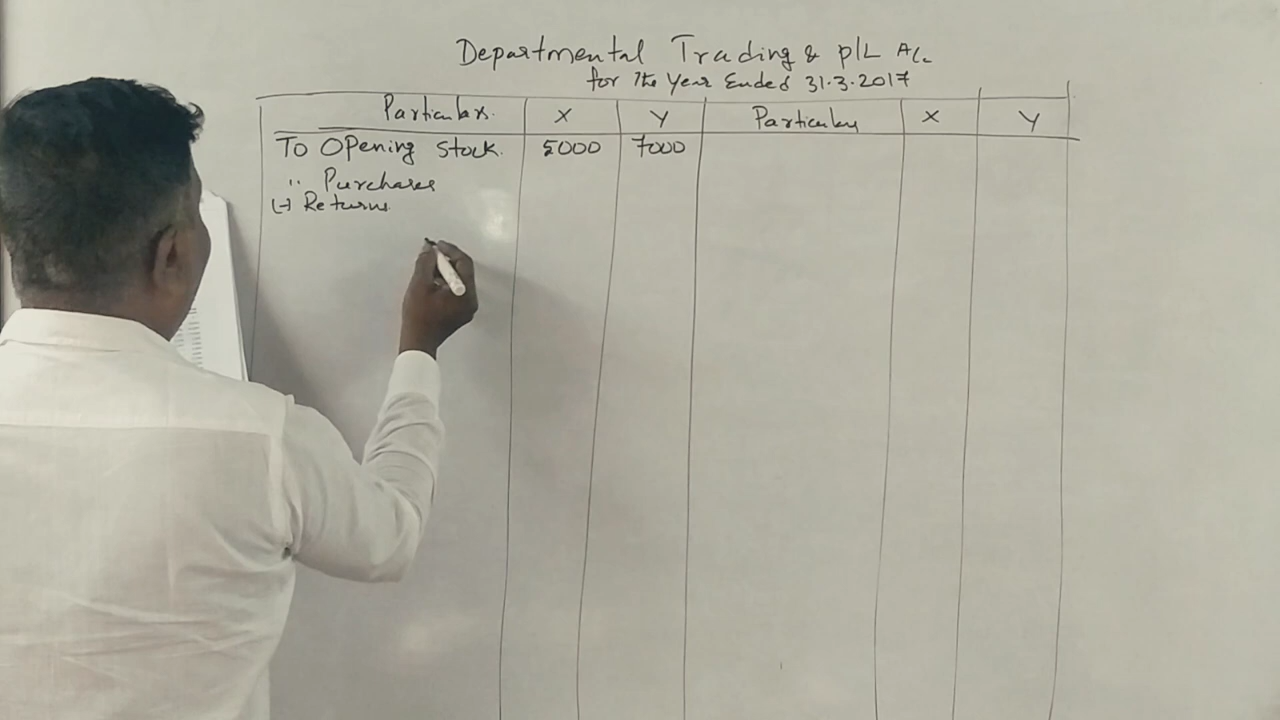 Departmental Trading & P/L A/c
for the Year Ended 31.3.2017
Particulars. X Y Particulars X Y
To Opening Stock. 5000 7000
" Purchases
(-) Returns